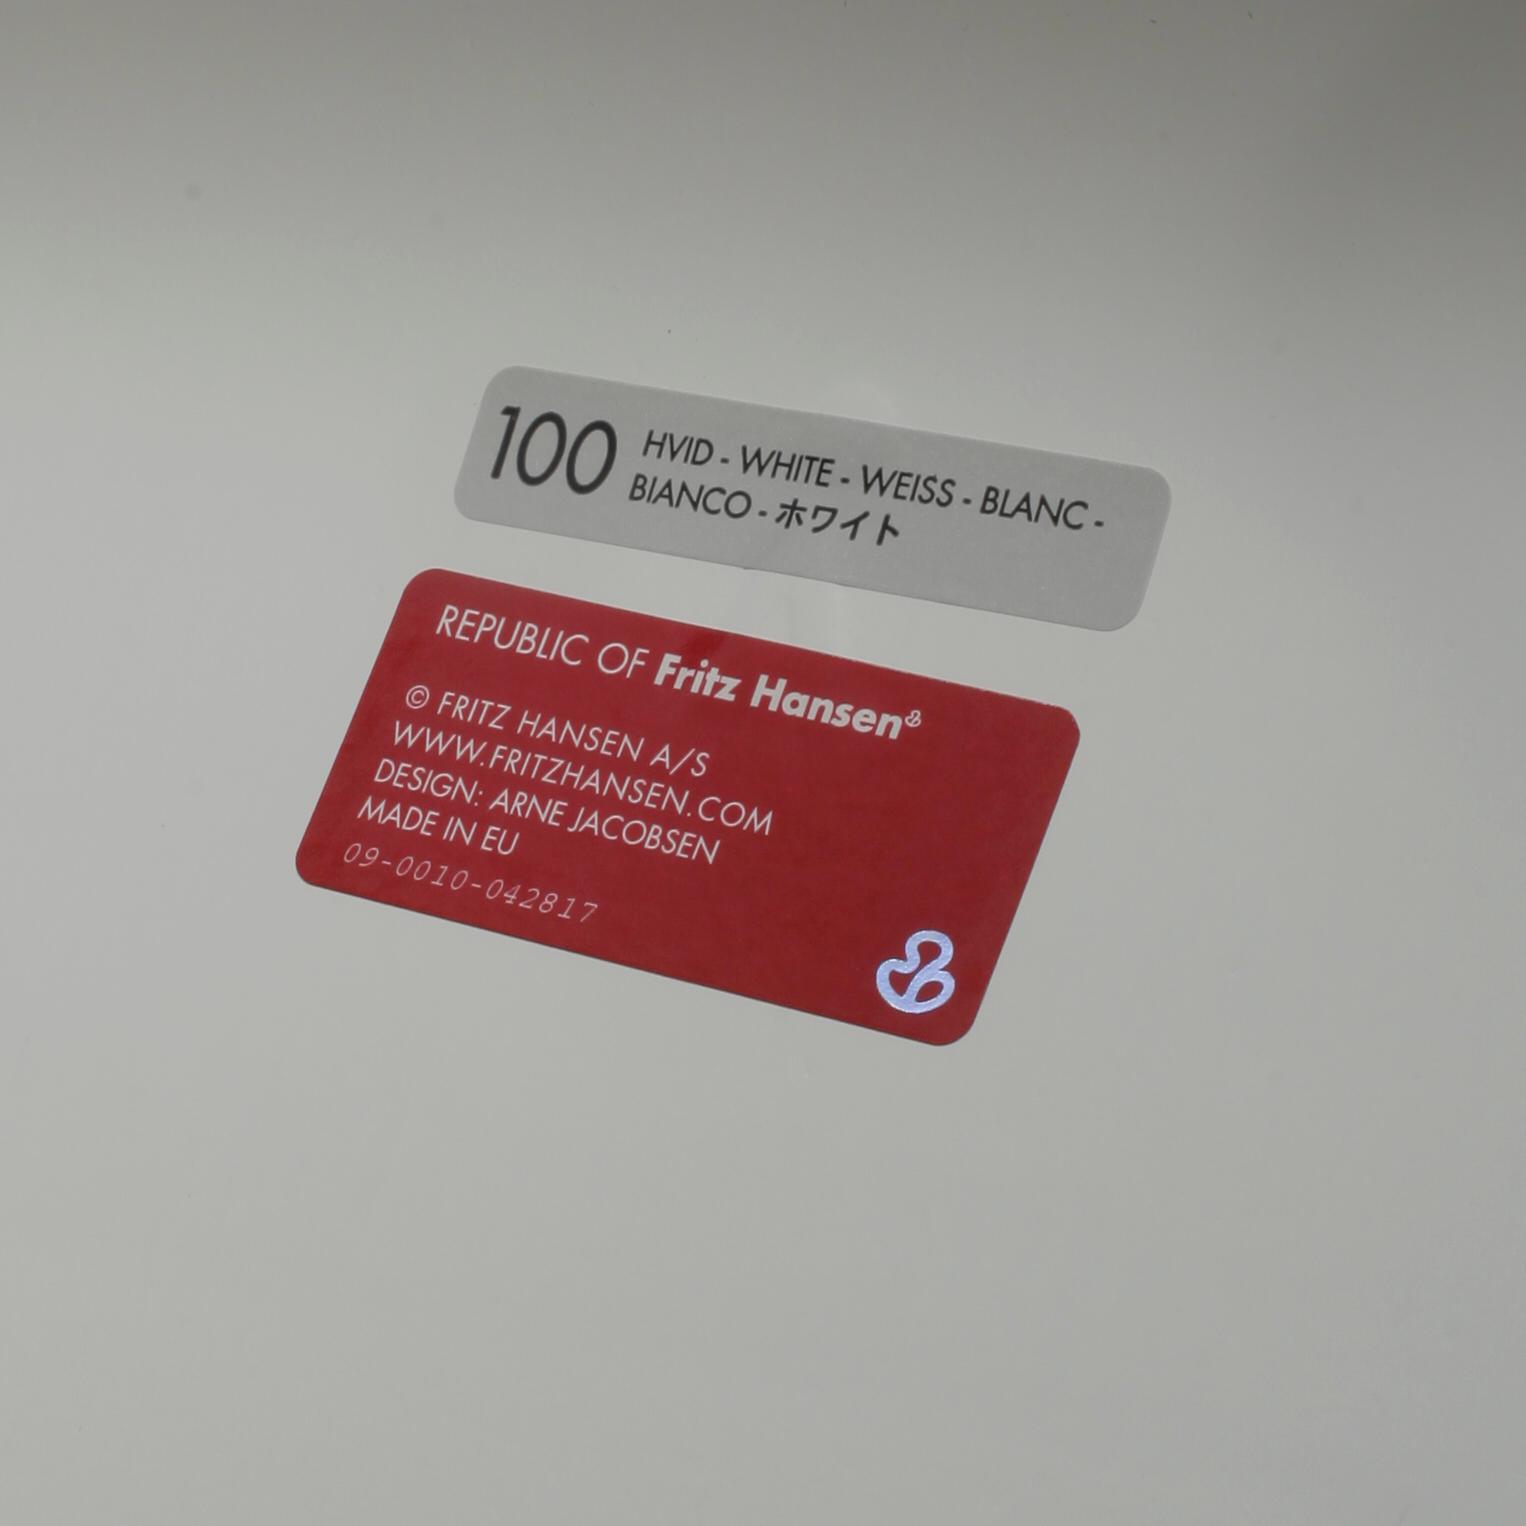 100
HVID - WHITE - WEISS - BLANC -
BIANCO - ホワイト
REPUBLIC OF Fritz Hansen
© FRITZ HANSEN A/S
WWW.FRITZHANSEN.COM
DESIGN: ARNE JACOBSEN
MADE IN EU
09-0010-042817